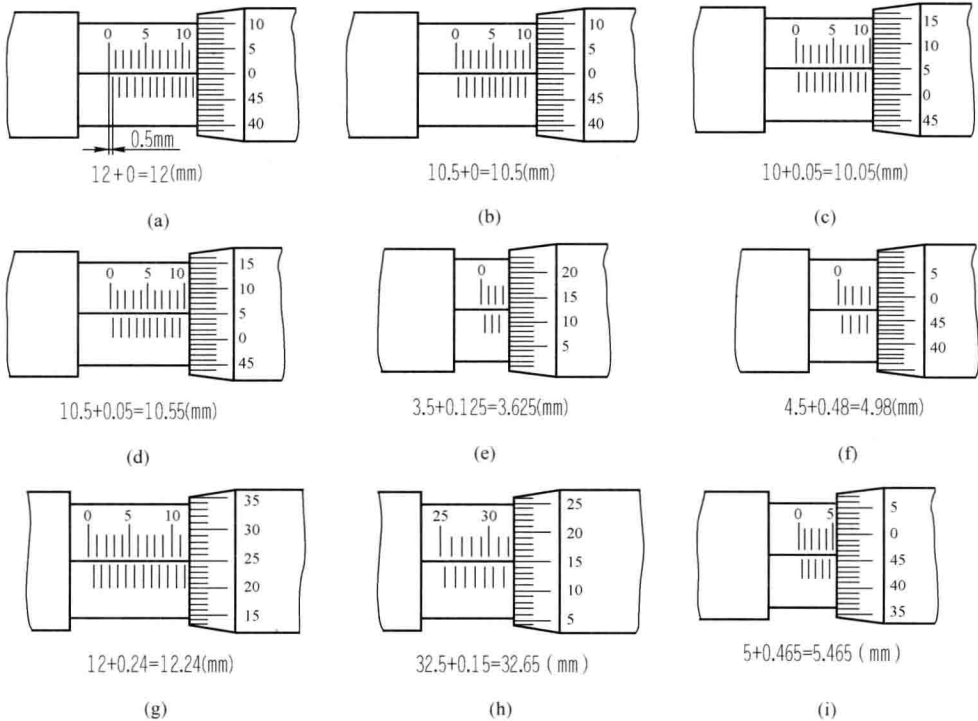 0 5 10
10
5
0
45
40
0.5mm
12+0=12(mm)
(a)
0 5 10
10
5
0
45
40
10.5+0=10.5(mm)
(b)
0 5 10
15
10
5
0
45
10+0.05=10.05(mm)
(c)
0 5 10
15
10
5
0
45
10.5+0.05=10.55(mm)
(d)
0
20
15
10
5
3.5+0.125=3.625(mm)
(e)
0
5
0
45
40
4.5+0.48=4.98(mm)
(f)
0 5 10
35
30
25
20
15
12+0.24=12.24(mm)
(g)
25 30
25
20
15
10
5
32.5+0.15=32.65 ( mm )
(h)
0 5
5
0
45
40
35
5+0.465=5.465 ( mm )
(i)